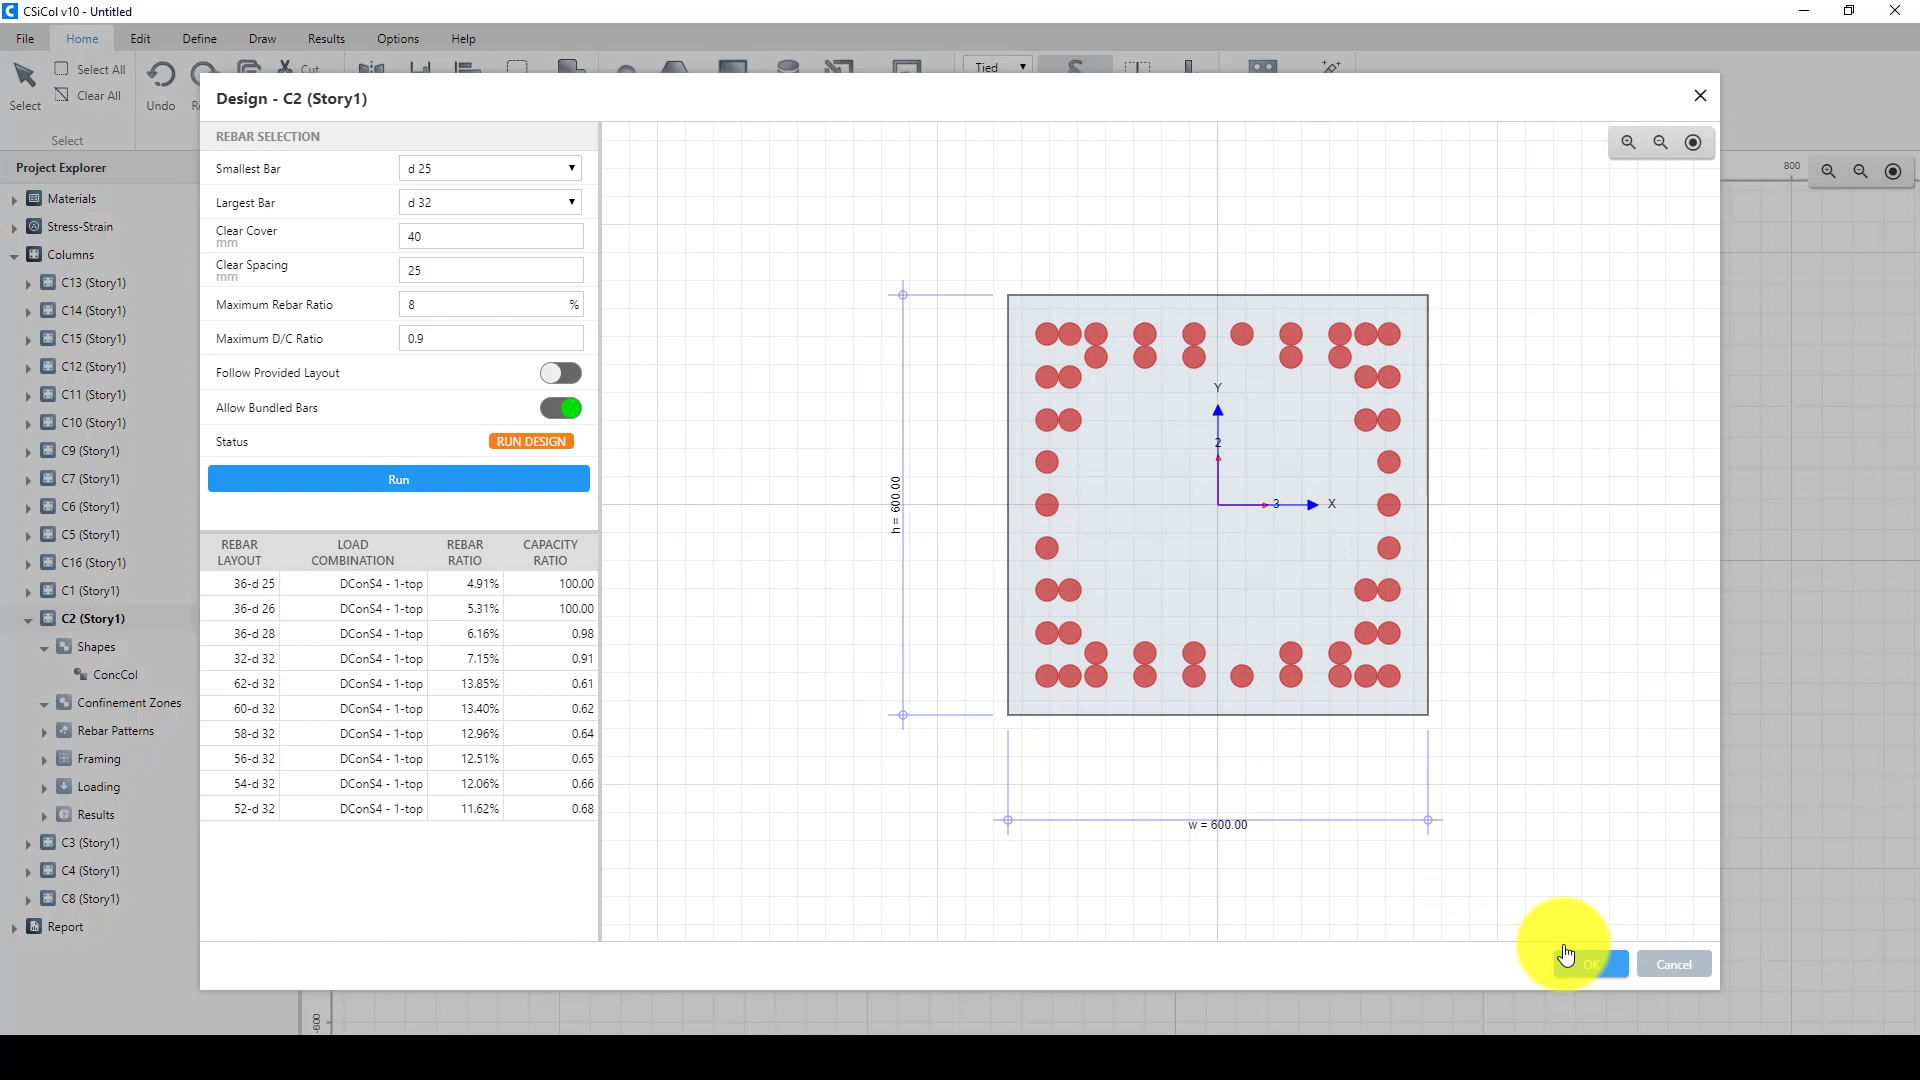 CSiCol v10 - Untitled
File Home Edit Define Draw Results Options Help
Select All
Cut
Tied
Clear All
Select
Undo
Select
Design - C2 (Story1)
Project Explorer
Materials
Stress-Strain
Columns
C13 (Story1)
C14 (Story1)
C15 (Story1)
C12 (Story1)
C11 (Story1)
C10 (Story1)
C9 (Story1)
C7 (Story1)
C6 (Story1)
C5 (Story1)
C16 (Story1)
C1 (Story1)
C2 (Story1)
Shapes
ConcCol
Confinement Zones
Rebar Patterns
Framing
Loading
Results
C3 (Story1)
C4 (Story1)
C8 (Story1)
Report
REBAR SELECTION
Smallest Bar d 25
Largest Bar d 32
Clear Cover 40
mm
Clear Spacing 25
mm
Maximum Rebar Ratio 8 %
Maximum D/C Ratio 0.9
Follow Provided Layout
Allow Bundled Bars
Status RUN DESIGN
Run
REBAR LAYOUT LOAD COMBINATION REBAR RATIO CAPACITY RATIO
36-d 25 DConS4 - 1-top 4.91% 100.00
36-d 26 DConS4 - 1-top 5.31% 100.00
36-d 28 DConS4 - 1-top 6.16% 0.98
32-d 32 DConS4 - 1-top 7.15% 0.91
62-d 32 DConS4 - 1-top 13.85% 0.61
60-d 32 DConS4 - 1-top 13.40% 0.62
58-d 32 DConS4 - 1-top 12.96% 0.64
56-d 32 DConS4 - 1-top 12.51% 0.65
54-d 32 DConS4 - 1-top 12.06% 0.66
52-d 32 DConS4 - 1-top 11.62% 0.68
Y
2
3
X
h = 600.00
w = 600.00
800
-600
OK
Cancel